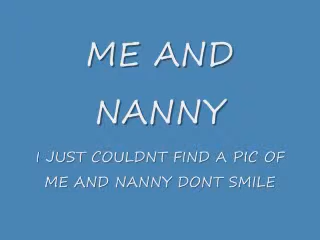 ME AND
NANNY
I JUST COULDNT FIND A PIC OF
ME AND NANNY DONT SMILE